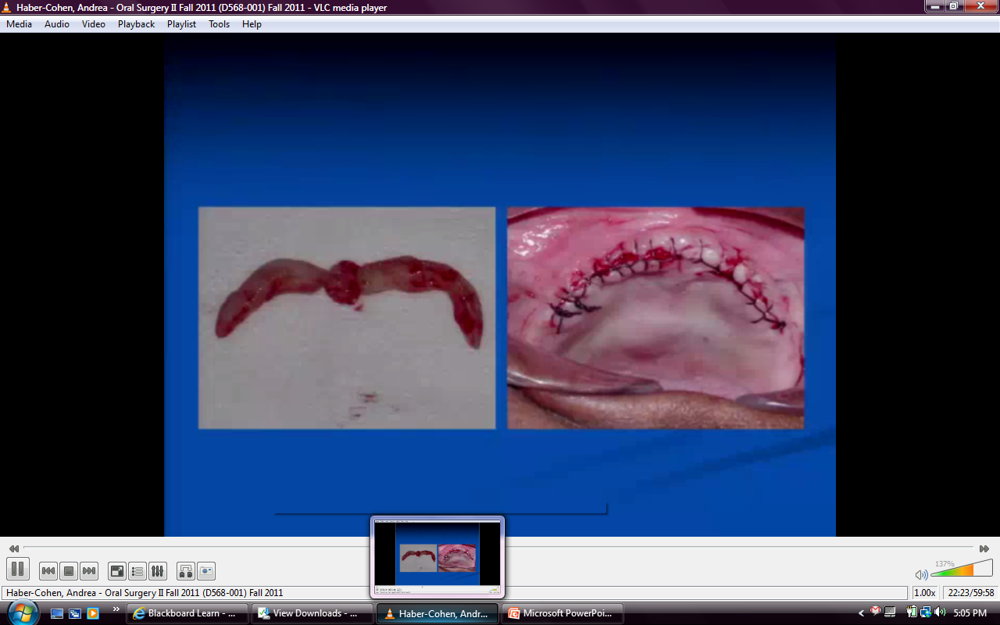 Haber-Cohen, Andrea - Oral Surgery II Fall 2011 (D568-001) Fall 2011 - VLC media player
Media Audio Video Playback Playlist Tools Help
137%
Haber-Cohen, Andrea - Oral Surgery II Fall 2011 (D568-001) Fall 2011
1.00x
22:23/59:58
Blackboard Learn - ...
View Downloads - ...
Haber-Cohen, Andr...
Microsoft PowerPoi...
5:05 PM